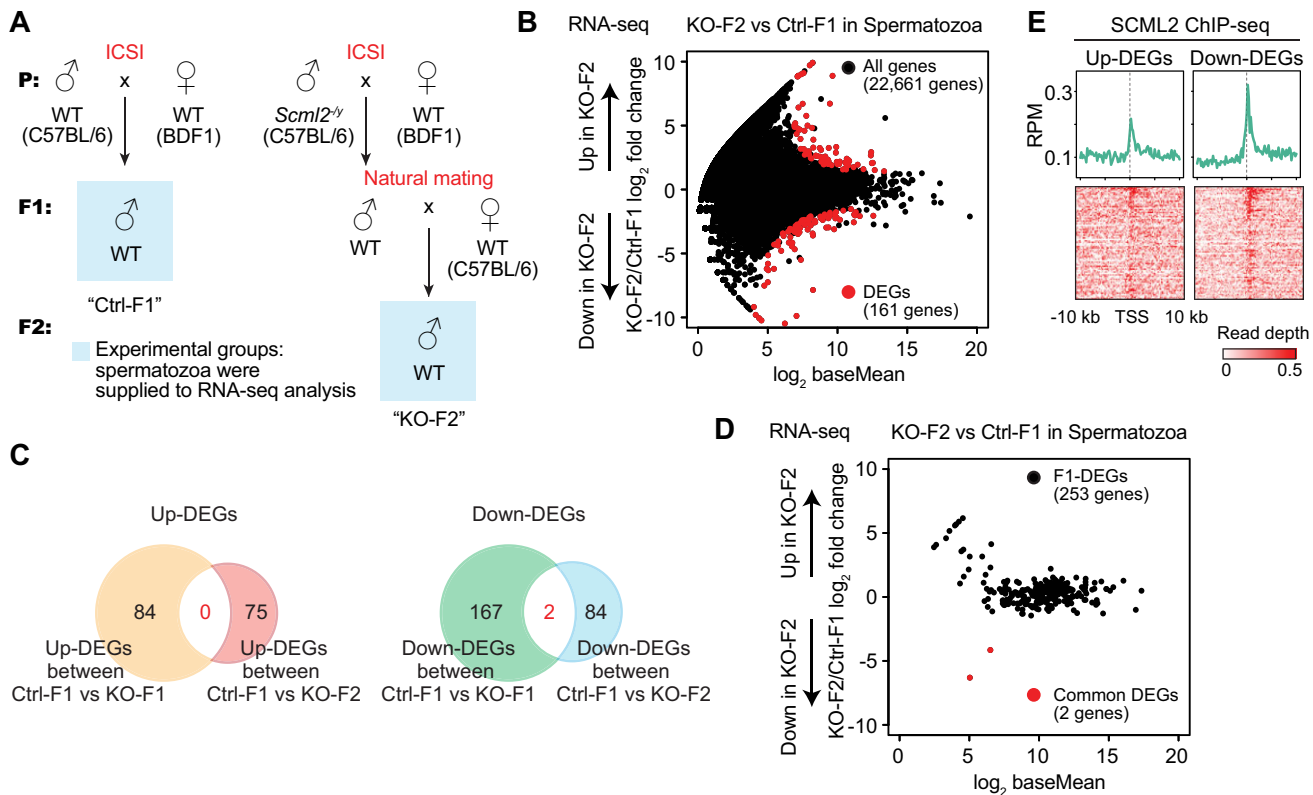 A
ICSI
ICSI
P:
♂
x
♀
♂
x
♀
WT
(C57BL/6)
WT
(BDF1)
Scml2-/y
(C57BL/6)
WT
(BDF1)
Natural mating
F1:
♂
WT
♂
WT
x
♀
WT
(C57BL/6)
“Ctrl-F1”
F2:
♂
WT
“KO-F2”
Experimental groups:
spermatozoa were
supplied to RNA-seq analysis
B
RNA-seq
KO-F2 vs Ctrl-F1 in Spermatozoa
Down in KO-F2
Up in KO-F2
KO-F2/Ctrl-F1 log2 fold change
10
5
0
-5
-10
All genes
(22,661 genes)
DEGs
(161 genes)
0
5
10
15
20
log2 baseMean
E
SCML2 ChIP-seq
Up-DEGs
Down-DEGs
RPM
0.3
0.1
-10 kb
TSS
10 kb
Read depth
0
0.5
C
Up-DEGs
84
0
75
Up-DEGs
between
Ctrl-F1 vs KO-F1
Up-DEGs
between
Ctrl-F1 vs KO-F2
Down-DEGs
167
2
84
Down-DEGs
between
Ctrl-F1 vs KO-F1
Down-DEGs
between
Ctrl-F1 vs KO-F2
D
RNA-seq
KO-F2 vs Ctrl-F1 in Spermatozoa
Down in KO-F2
Up in KO-F2
KO-F2/Ctrl-F1 log2 fold change
10
5
0
-5
-10
F1-DEGs
(253 genes)
Common DEGs
(2 genes)
0
5
10
15
20
log2 baseMean